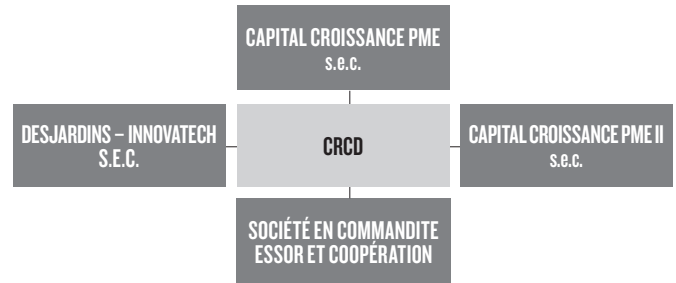 CAPITAL CROISSANCE PME
s.e.c.
DESJARDINS – INNOVATECH
S.E.C.
CRCD
CAPITAL CROISSANCE PME II
s.e.c.
SOCIÉTÉ EN COMMANDITE
ESSOR ET COOPÉRATION